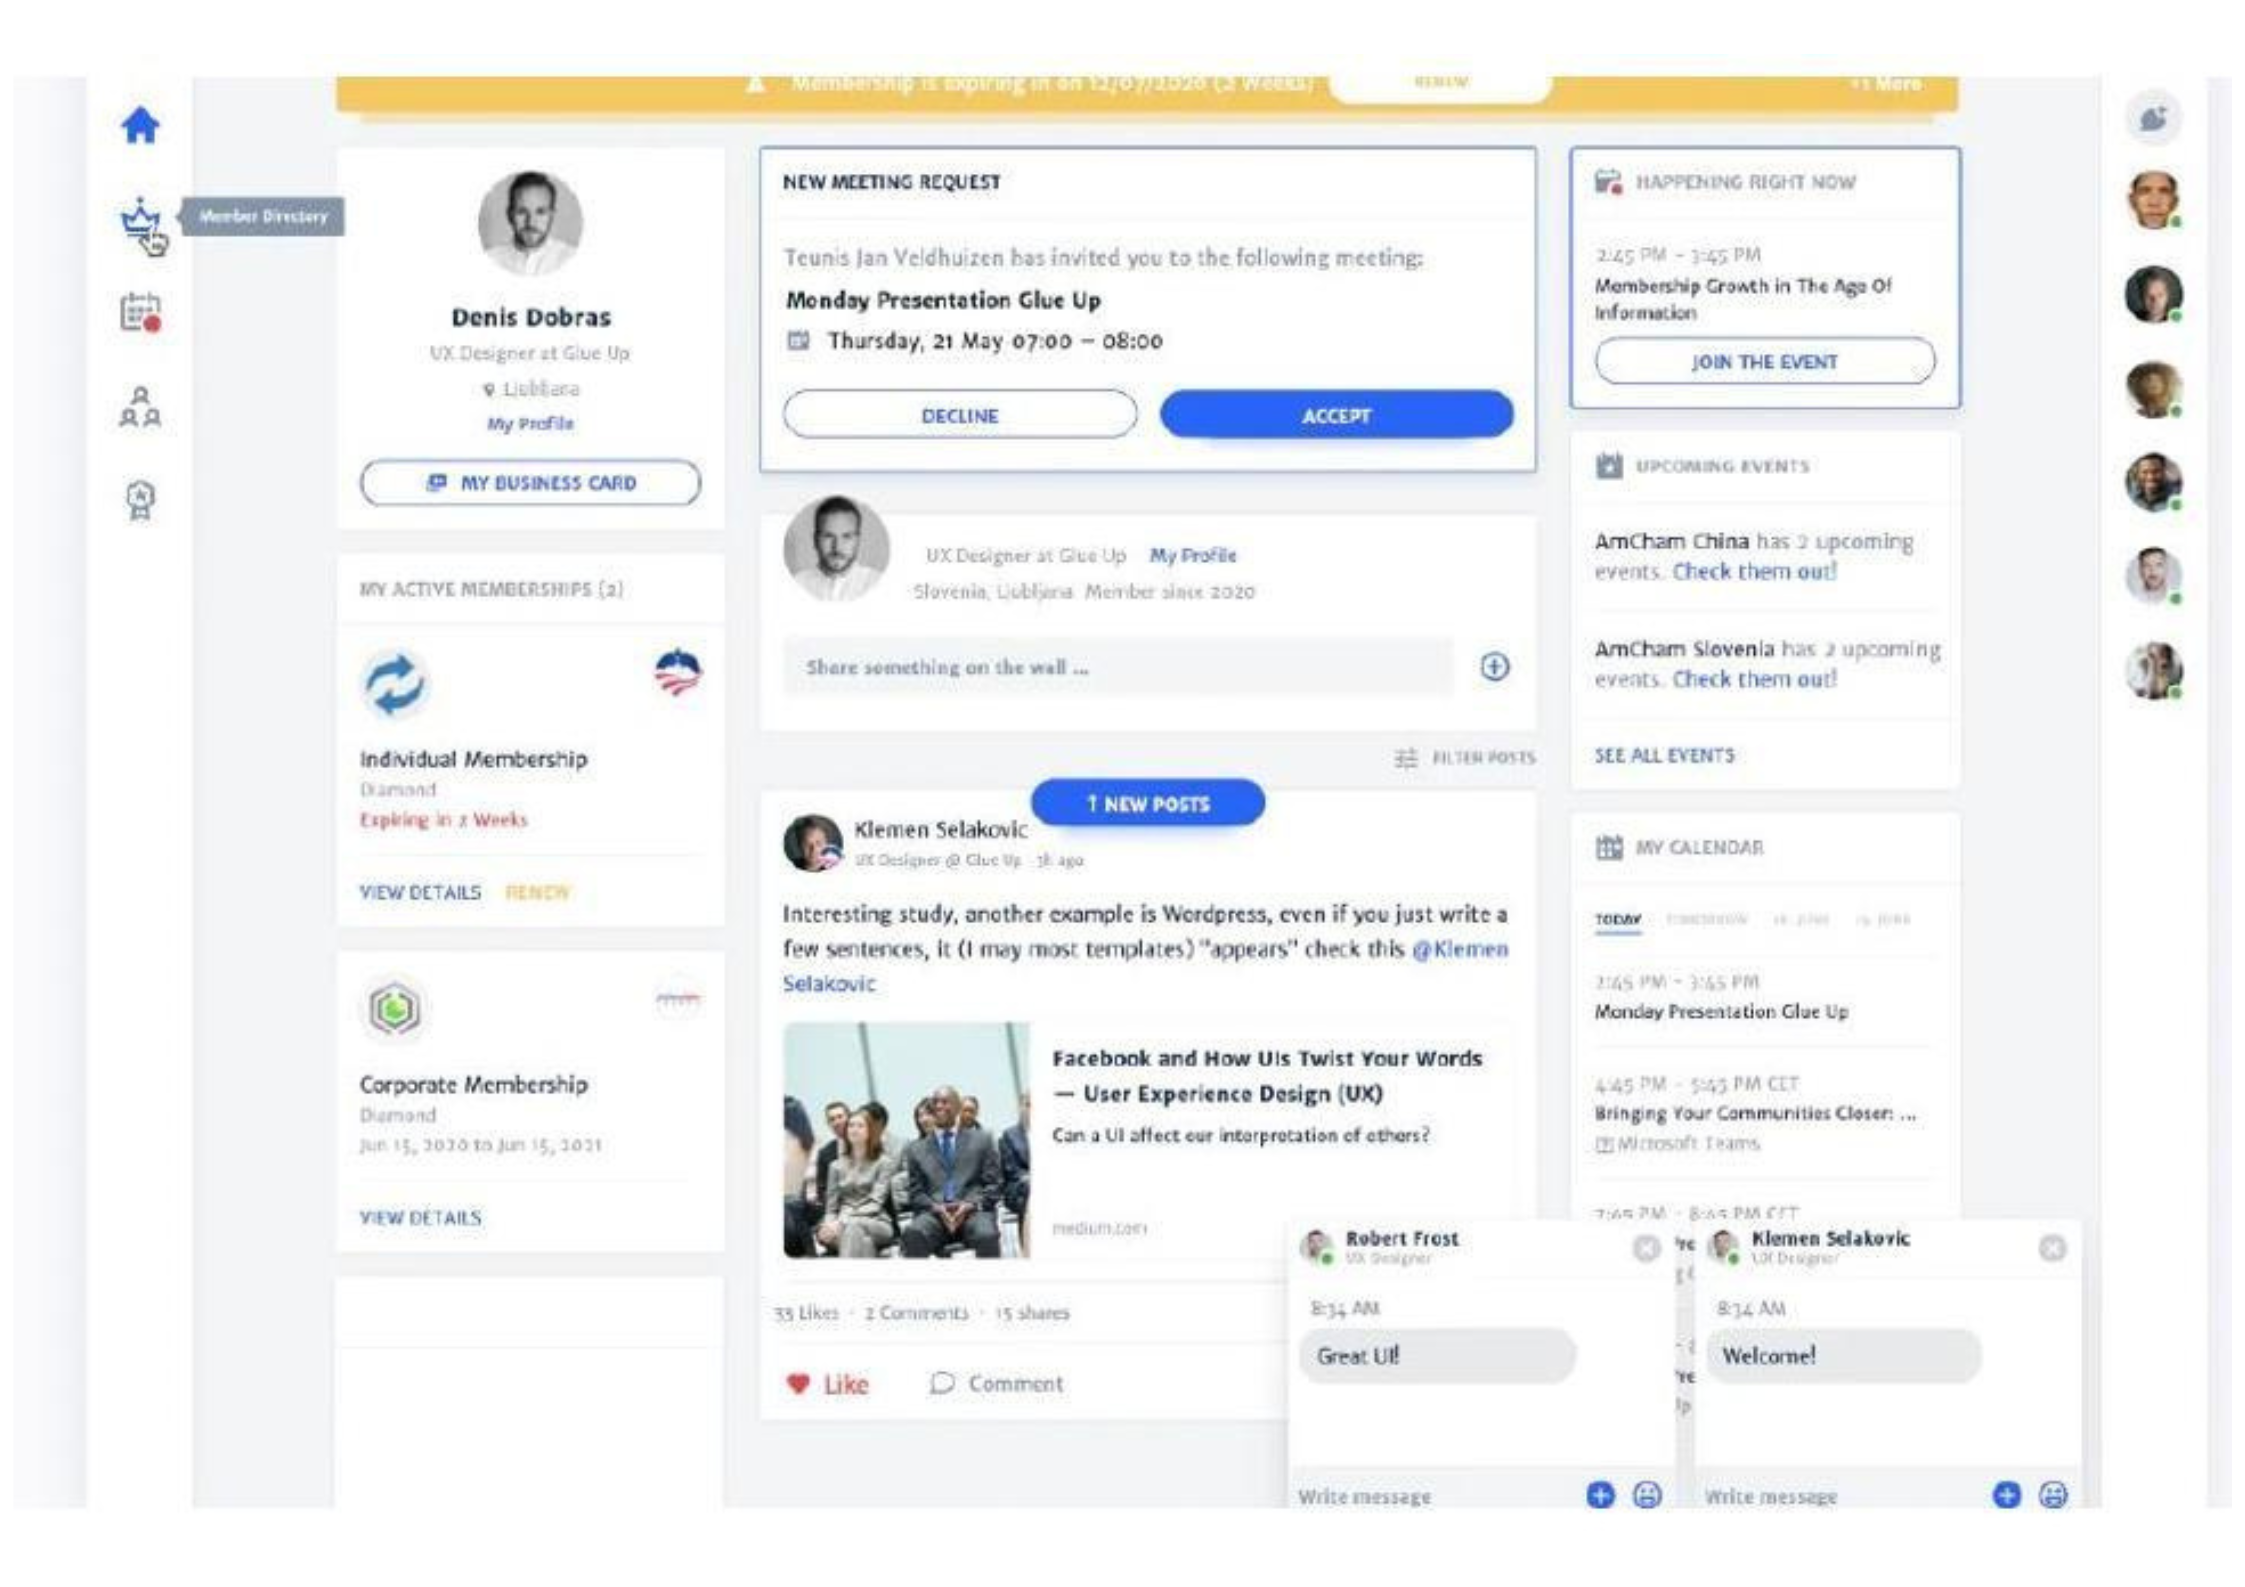 Membership is expiring in on 12/07/2020 (2 Weeks)
RENEW
+1 More
Member Directory
Denis Dobras
UX Designer at Glue Up
My Profile
MY BUSINESS CARD
MY ACTIVE MEMBERSHIPS (2)
Individual Membership
Diamond
Expiring in 2 Weeks
VIEW DETAILS RENEW
Corporate Membership
Diamond
Jun 15, 2020 to Jun 15, 2021
VIEW DETAILS
NEW MEETING REQUEST
Teunis Jan Veldhuizen has invited you to the following meeting:
Monday Presentation Glue Up
Thursday, 21 May 07:00 – 08:00
DECLINE
ACCEPT
UX Designer at Glue Up My Profile
Slovenia, Ljubljana Member since 2020
Share something on the wall ...
FILTER POSTS
↑ NEW POSTS
Klemen Selakovic
UX Designer @ Glue Up · 3h ago
Interesting study, another example is Wordpress, even if you just write a
few sentences, it (I may most templates) "appears" check this @Klemen
Selakovic
Facebook and How UIs Twist Your Words
— User Experience Design (UX)
Can a UI affect our interpretation of others?
medium.com
33 Likes · 2 Comments · 15 shares
Like
Comment
HAPPENING RIGHT NOW
2:45 PM – 3:45 PM
Membership Growth in The Age Of
Information
JOIN THE EVENT
UPCOMING EVENTS
AmCham China has 2 upcoming
events. Check them out!
AmCham Slovenia has 2 upcoming
events. Check them out!
SEE ALL EVENTS
MY CALENDAR
TODAY TOMORROW
2:45 PM – 3:45 PM
Monday Presentation Glue Up
4:45 PM – 5:45 PM CET
Bringing Your Communities Closer: ...
Microsoft Teams
7:45 PM – 8:45 PM CET
Robert Frost
UX Designer
8:34 AM
Great UI!
Write message
Klemen Selakovic
UX Designer
8:34 AM
Welcome!
Write message